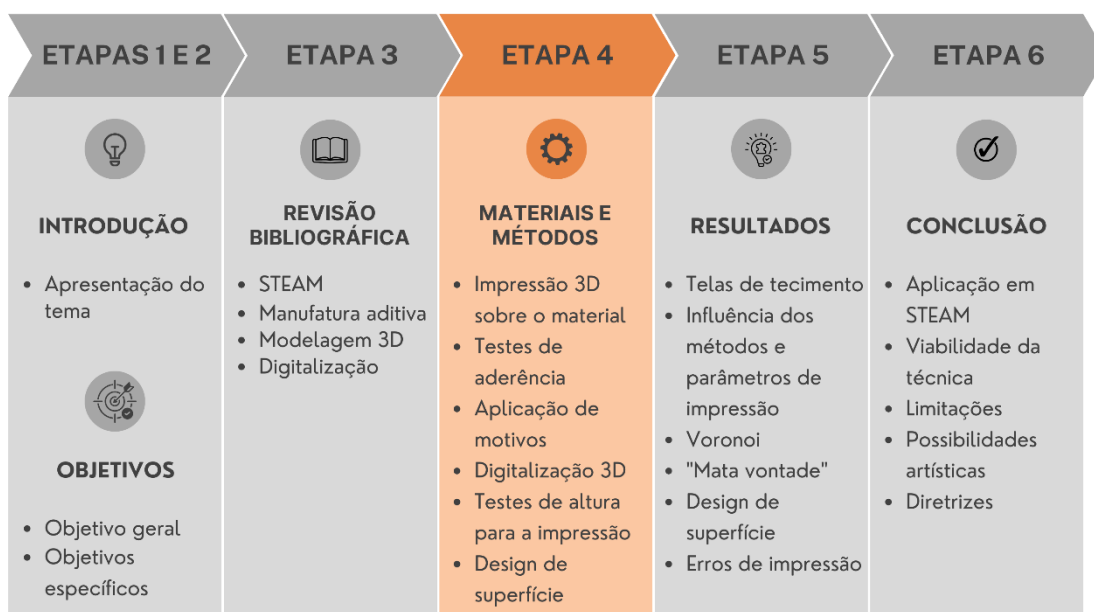 ETAPAS 1 E 2
INTRODUÇÃO
• Apresentação do
tema
OBJETIVOS
• Objetivo geral
• Objetivos
específicos
ETAPA 3
REVISÃO
BIBLIOGRÁFICA
• STEAM
• Manufatura aditiva
• Modelagem 3D
• Digitalização
ETAPA 4
MATERIAIS E
MÉTODOS
• Impressão 3D
sobre o material
• Testes de
aderência
• Aplicação de
motivos
• Digitalização 3D
• Testes de altura
para a impressão
• Design de
superfície
ETAPA 5
RESULTADOS
• Telas de tecimento
• Influência dos
métodos e
parâmetros de
impressão
• Voronoi
• "Mata vontade"
• Design de
superfície
• Erros de impressão
ETAPA 6
CONCLUSÃO
• Aplicação em
STEAM
• Viabilidade da
técnica
• Limitações
• Possibilidades
artísticas
• Diretrizes